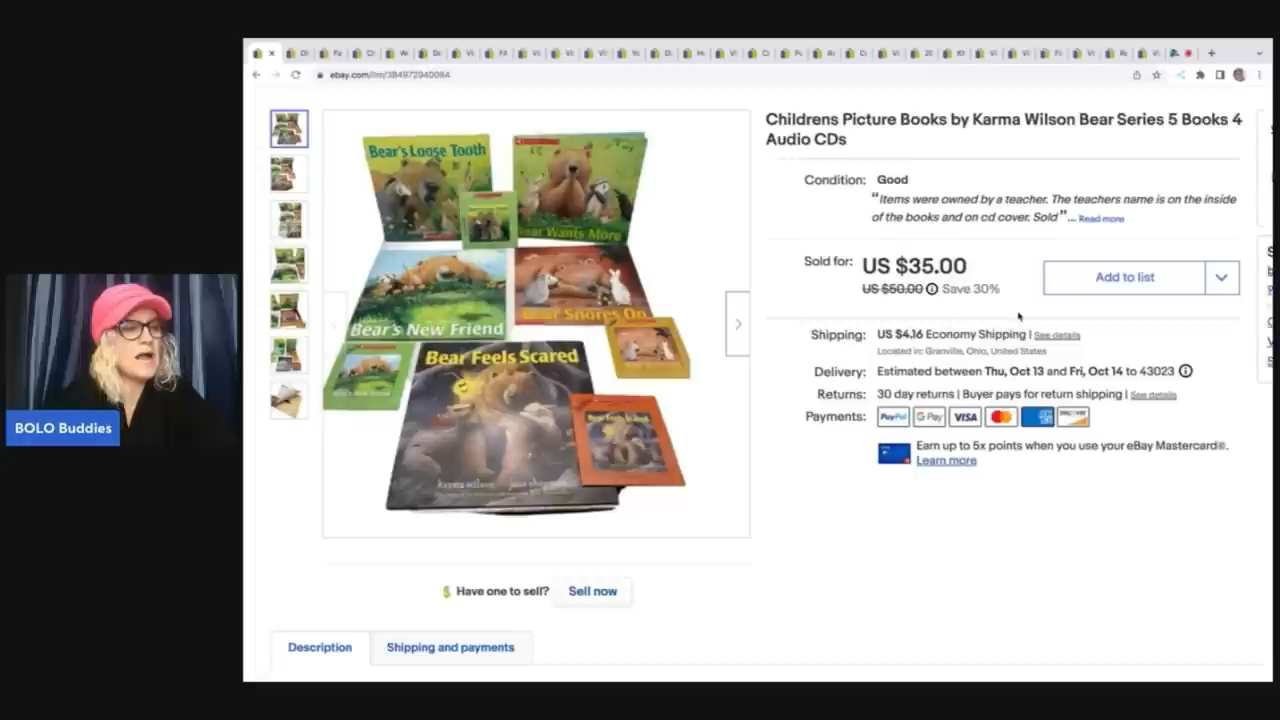 ebay.com/itm/384972940084
Childrens Picture Books by Karma Wilson Bear Series 5 Books 4
Audio CDs
Condition: Good
"Items were owned by a teacher. The teachers name is on the inside
of the books and on cd cover. Sold"... Read more
Sold for: US $35.00
US $50.00 Save 30%
Add to list
Shipping: US $4.16 Economy Shipping | See details
Located in: Granville, Ohio, United States
Delivery: Estimated between Thu, Oct 13 and Fri, Oct 14 to 43023
Returns: 30 day returns | Buyer pays for return shipping | See details
Payments: PayPal G Pay VISA
Earn up to 5x points when you use your eBay Mastercard®.
Learn more
Bear's Loose Tooth
Bear Wants More
Bear's New Friend
Bear Snores On
Bear Feels Scared
karma wilson
BOLO Buddies
Have one to sell? Sell now
Description
Shipping and payments